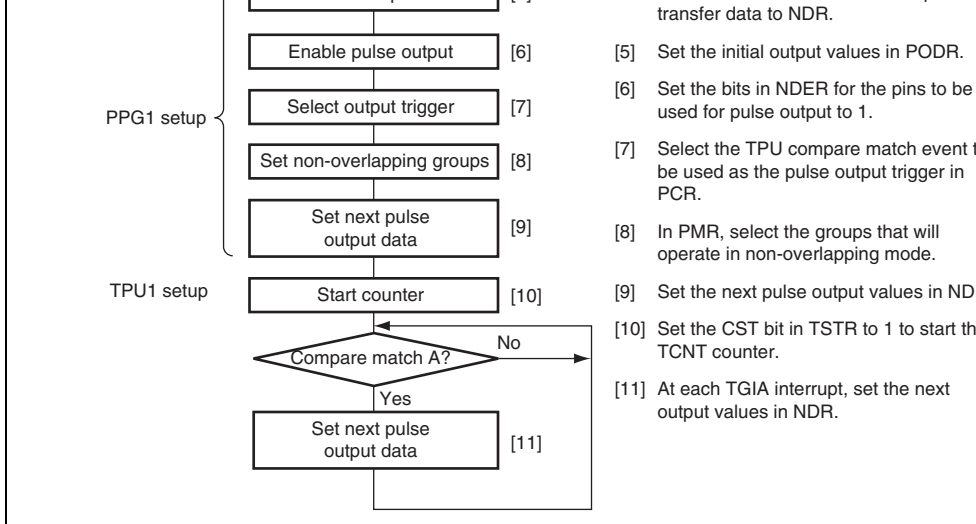 transfer data to NDR.
Enable pulse output [6]
[5] Set the initial output values in PODR.
[6] Set the bits in NDER for the pins to be
used for pulse output to 1.
PPG1 setup
Select output trigger [7]
[7] Select the TPU compare match event
be used as the pulse output trigger in
PCR.
Set non-overlapping groups [8]
Set next pulse
output data
[9]
[8] In PMR, select the groups that will
operate in non-overlapping mode.
TPU1 setup
Start counter [10]
[9] Set the next pulse output values in
[10] Set the CST bit in TSTR to 1 to start
TCNT counter.
Compare match A?
No
Yes
[11] At each TGIA interrupt, set the next
output values in NDR.
Set next pulse
output data
[11]